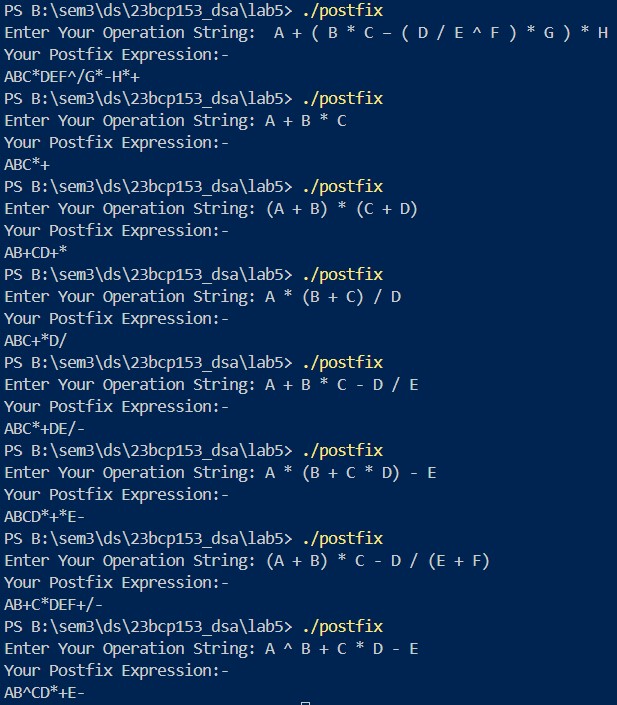 PS B:\sem3\ds\23bcp153_dsa\lab5> ./postfix
Enter Your Operation String:  A + ( B * C – ( D / E ^ F ) * G ) * H
Your Postfix Expression:-
ABC*DEF^/G*-H*+
PS B:\sem3\ds\23bcp153_dsa\lab5> ./postfix
Enter Your Operation String: A + B * C
Your Postfix Expression:-
ABC*+
PS B:\sem3\ds\23bcp153_dsa\lab5> ./postfix
Enter Your Operation String: (A + B) * (C + D)
Your Postfix Expression:-
AB+CD+*
PS B:\sem3\ds\23bcp153_dsa\lab5> ./postfix
Enter Your Operation String: A * (B + C) / D
Your Postfix Expression:-
ABC+*D/
PS B:\sem3\ds\23bcp153_dsa\lab5> ./postfix
Enter Your Operation String: A + B * C - D / E
Your Postfix Expression:-
ABC*+DE/-
PS B:\sem3\ds\23bcp153_dsa\lab5> ./postfix
Enter Your Operation String: A * (B + C * D) - E
Your Postfix Expression:-
ABCD*+*E-
PS B:\sem3\ds\23bcp153_dsa\lab5> ./postfix
Enter Your Operation String: (A + B) * C - D / (E + F)
Your Postfix Expression:-
AB+C*DEF+/-
PS B:\sem3\ds\23bcp153_dsa\lab5> ./postfix
Enter Your Operation String: A ^ B + C * D - E
Your Postfix Expression:-
AB^CD*+E-